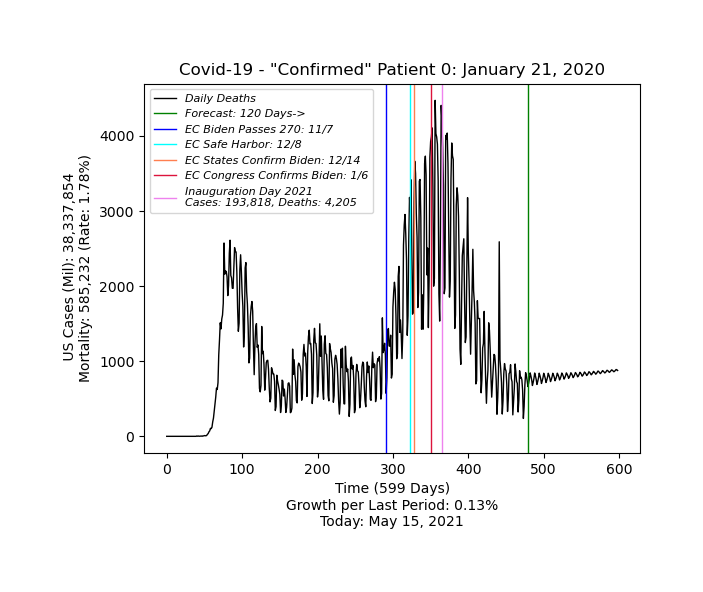 Covid-19 - "Confirmed" Patient 0: January 21, 2020
Daily Deaths
Forecast: 120 Days->
EC Biden Passes 270: 11/7
EC Safe Harbor: 12/8
EC States Confirm Biden: 12/14
EC Congress Confirms Biden: 1/6
Inauguration Day 2021
Cases: 193,818, Deaths: 4,205
US Cases (Mil): 38,337,854
Mortality: 585,232 (Rate: 1.78%)
4000
3000
2000
1000
0
0 100 200 300 400 500 600
Time (599 Days)
Growth per Last Period: 0.13%
Today: May 15, 2021